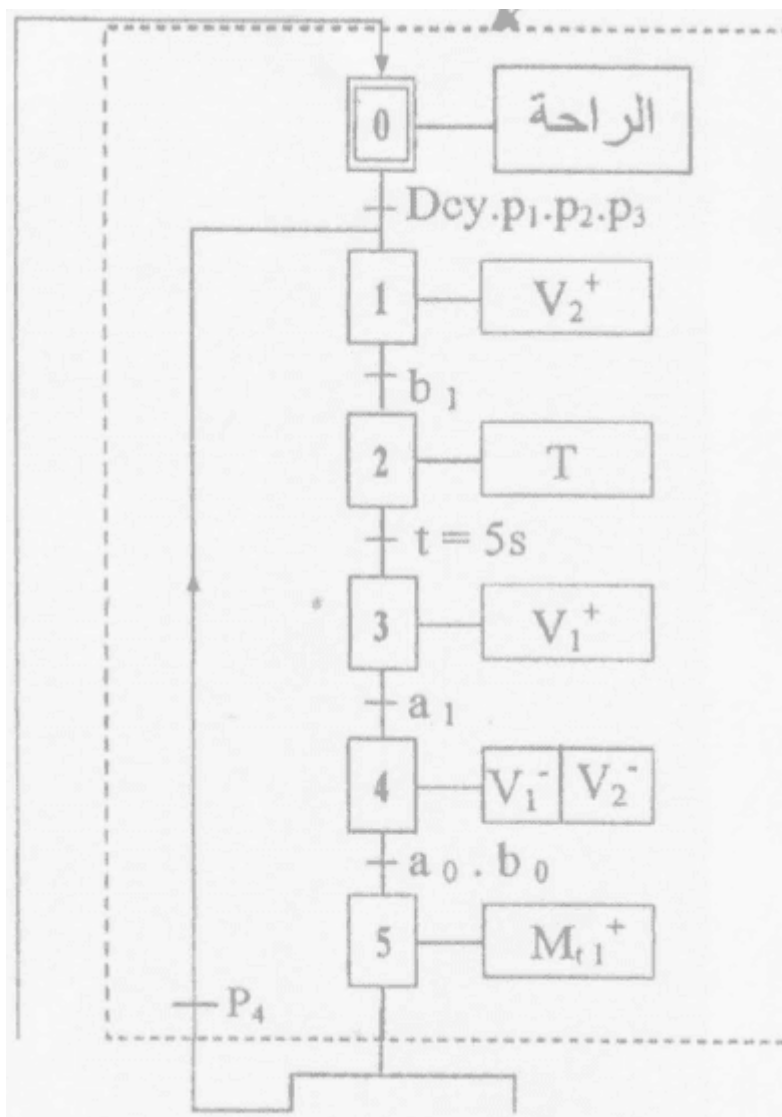 0 الراحة
Dcy.p₁.p₂.p₃
1 V₂⁺
b₁
2 T
t = 5s
3 V₁⁺
a₁
4 V₁⁻ V₂⁻
a₀ . b₀
5 Mₜ₁⁺
P₄